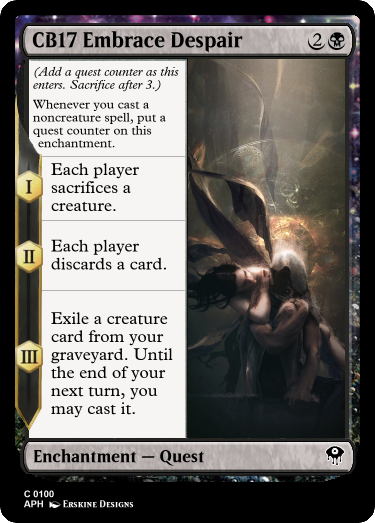 CB17 Embrace Despair 2
(Add a quest counter as this
enters. Sacrifice after 3.)
Whenever you cast a
noncreature spell, put a
quest counter on this
enchantment.
I Each player
sacrifices a
creature.
II Each player
discards a card.
III Exile a creature
card from your
graveyard. Until
the end of your
next turn, you
may cast it.
Enchantment — Quest
C 0100
APH Erskine Designs